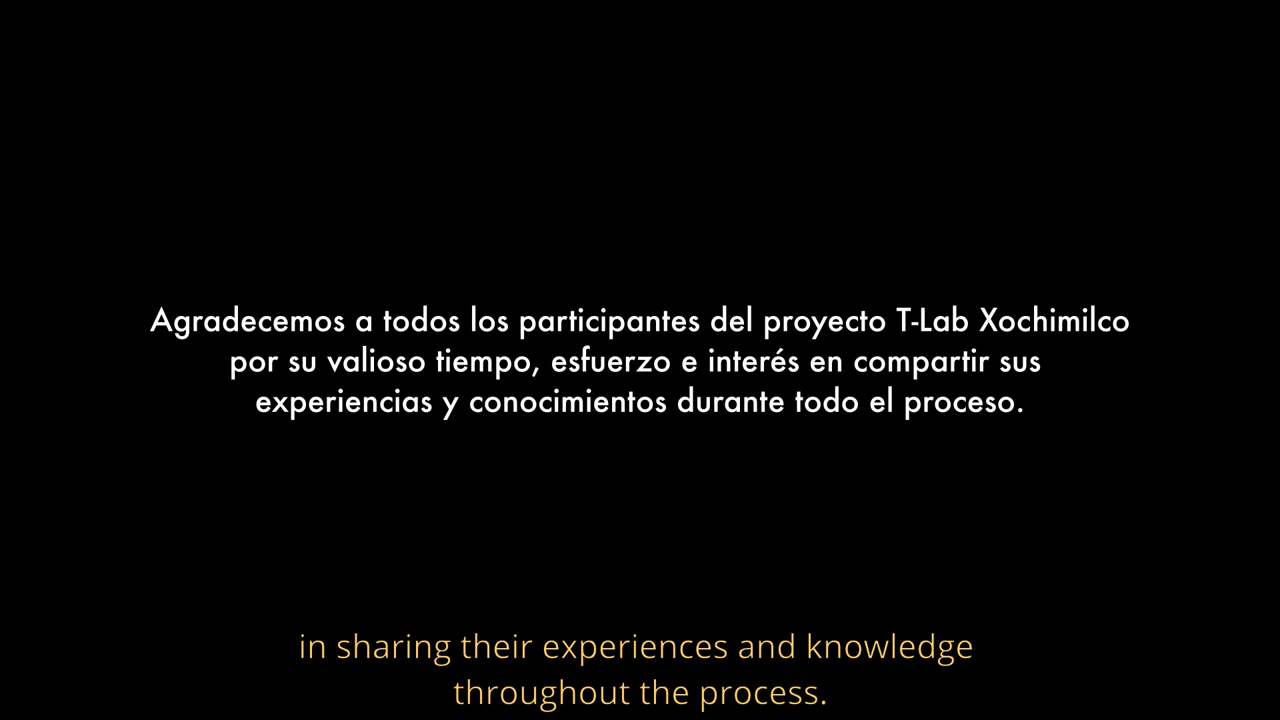 Agradecemos a todos los participantes del proyecto T-Lab Xochimilco
por su valioso tiempo, esfuerzo e interés en compartir sus
experiencias y conocimientos durante todo el proceso.
in sharing their experiences and knowledge
throughout the process.